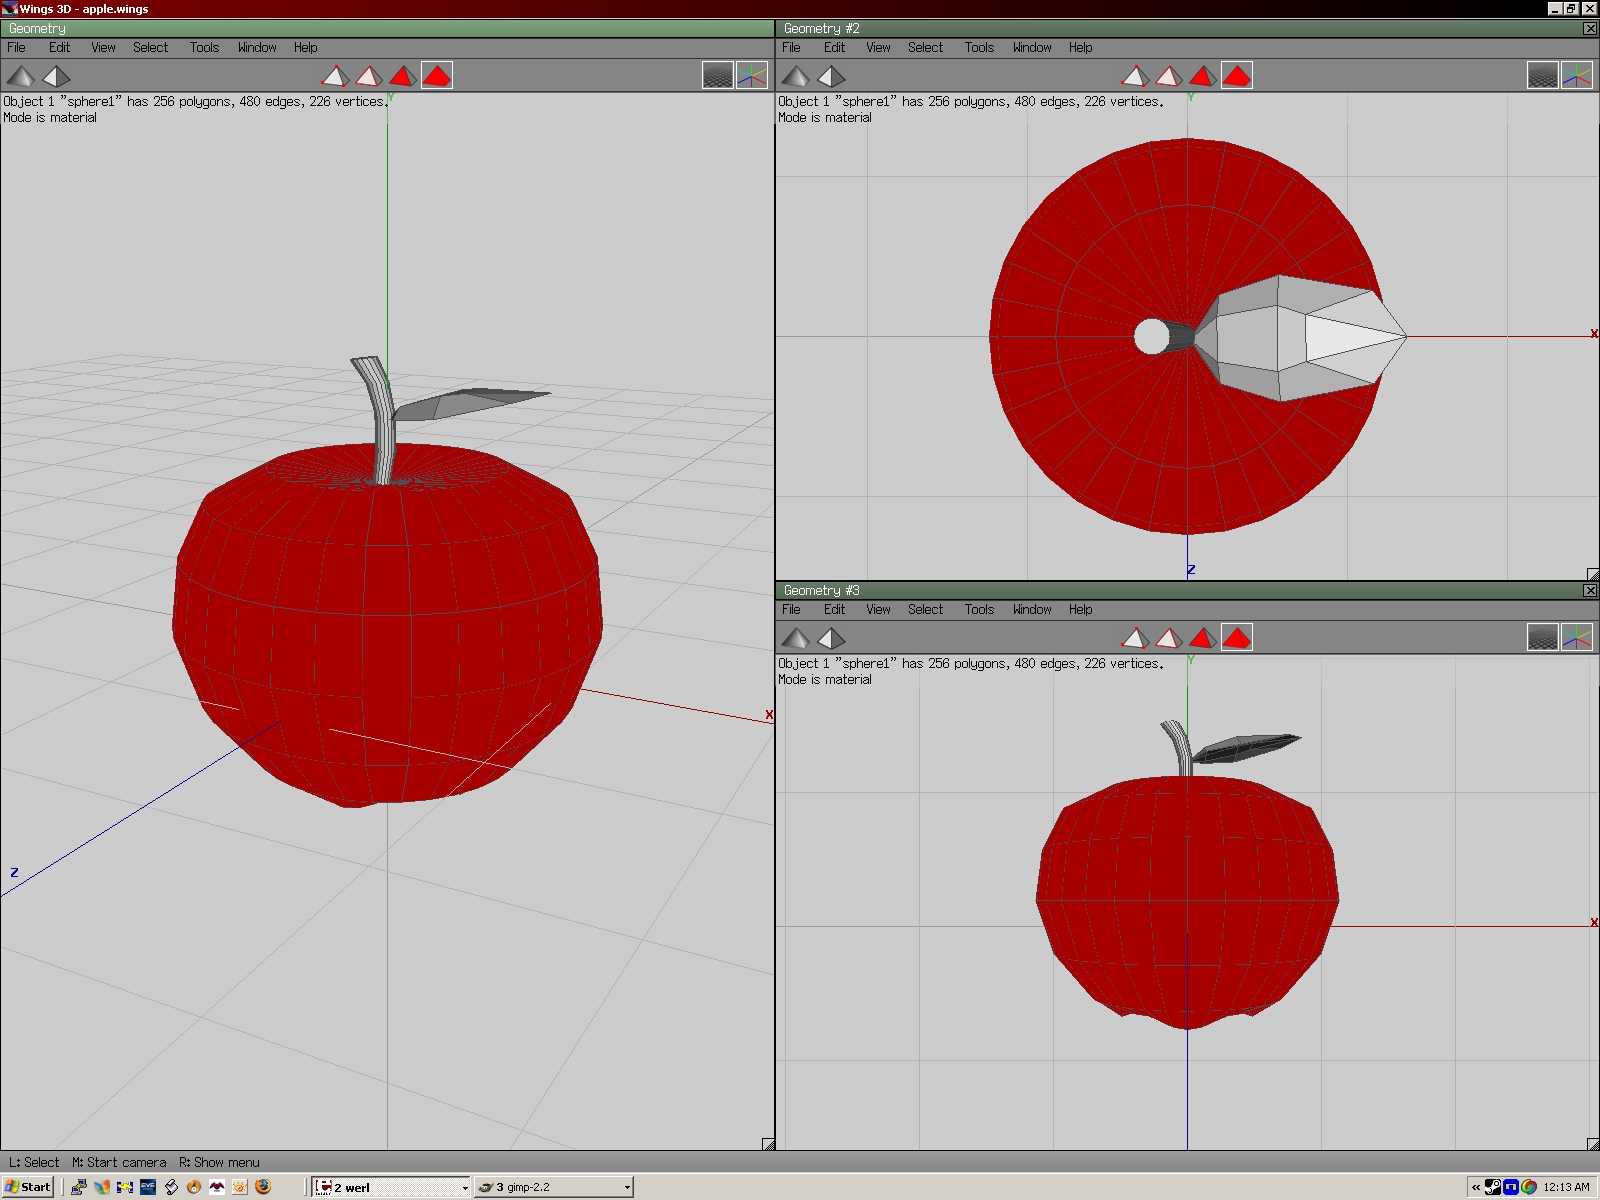 Wings 3D - apple.wings
Geometry
File Edit View Select Tools Window Help
Object 1 "sphere1" has 256 polygons, 480 edges, 226 vertices.
Mode is material
Y
X
Z
Geometry #2
File Edit View Select Tools Window Help
Object 1 "sphere1" has 256 polygons, 480 edges, 226 vertices.
Mode is material
Y
X
Z
Geometry #3
File Edit View Select Tools Window Help
Object 1 "sphere1" has 256 polygons, 480 edges, 226 vertices.
Mode is material
Y
X
L: Select M: Start camera R: Show menu
Start EVE 2 werl 3 gimp-2.2 « 12:13 AM